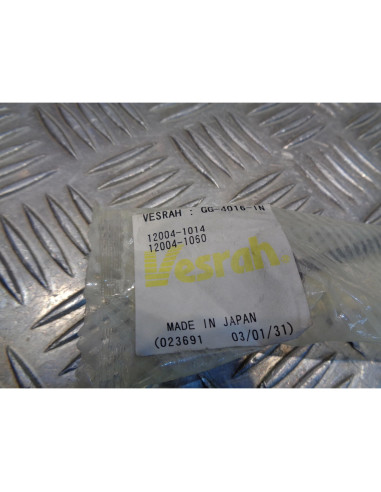 VESRAH : GG-4016-IN
12004-1014
12004-1050
Vesrah
MADE IN JAPAN
(023691 03/01/31)